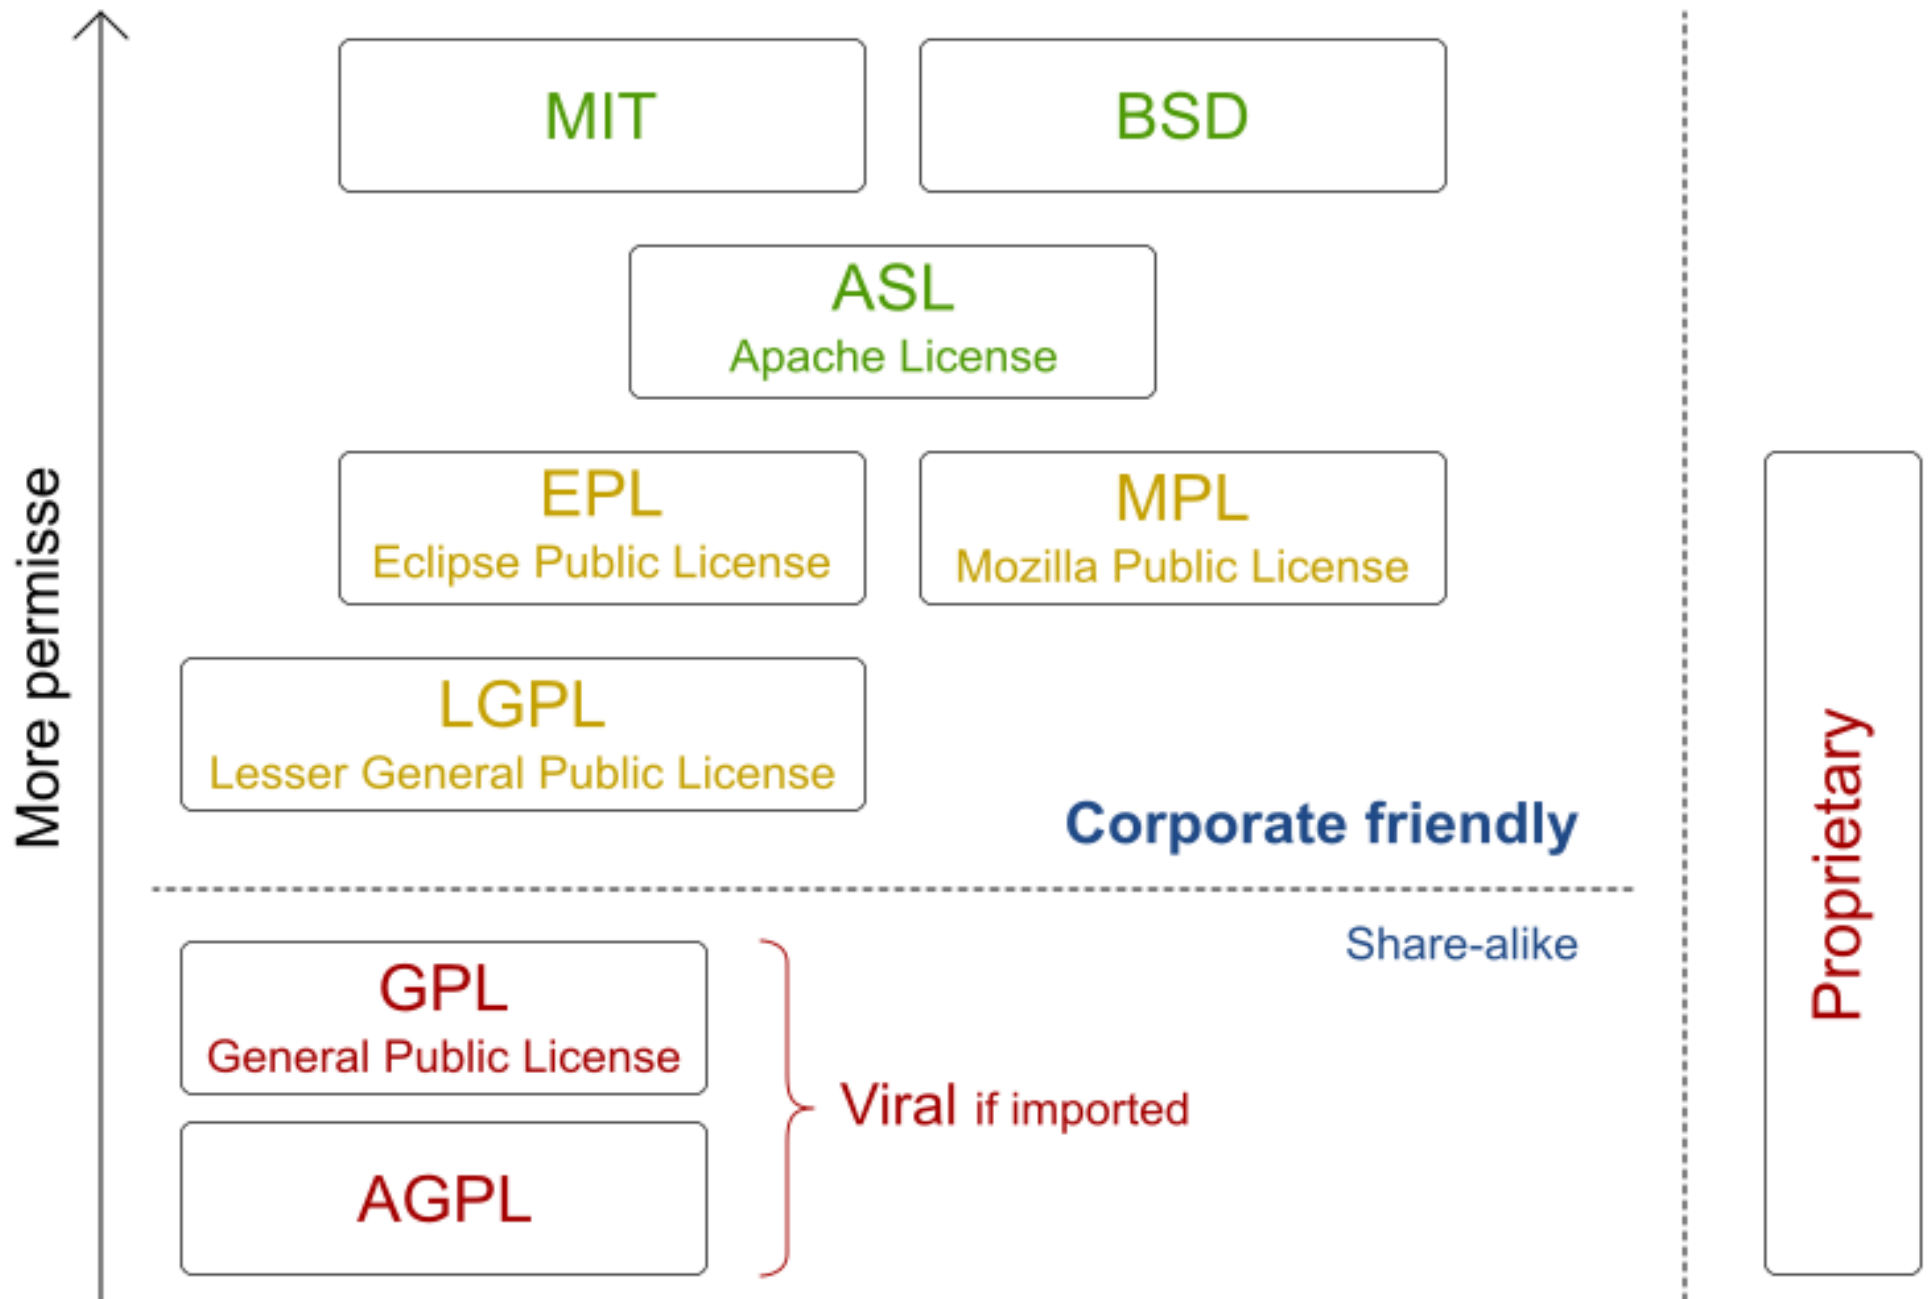 MIT
BSD
ASL
Apache License
EPL
Eclipse Public License
MPL
Mozilla Public License
LGPL
Lesser General Public License
More permisse
Corporate friendly
Share-alike
GPL
General Public License
Viral if imported
AGPL
Proprietary